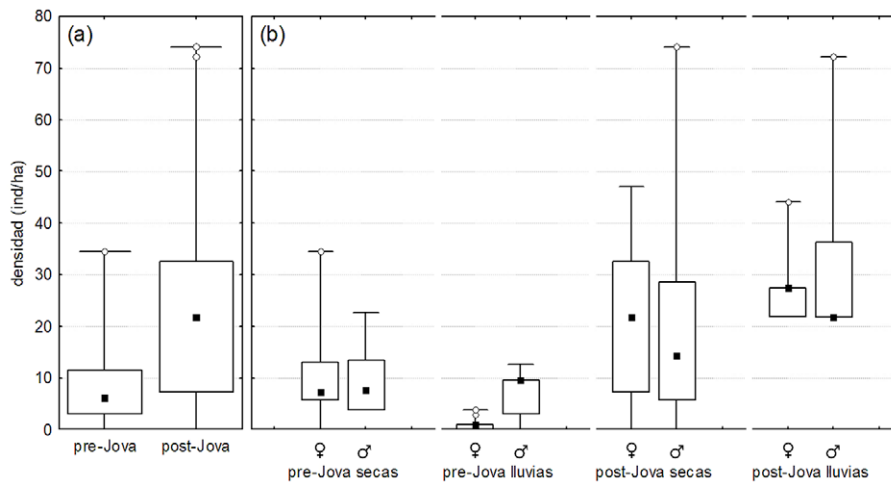 (a) (b)
densidad (ind/ha)
80
70
60
50
40
30
20
10
0
pre-Jova post-Jova
♀ ♂ ♀ ♂ ♀ ♂ ♀ ♂
pre-Jova secas pre-Jova lluvias post-Jova secas post-Jova lluvias